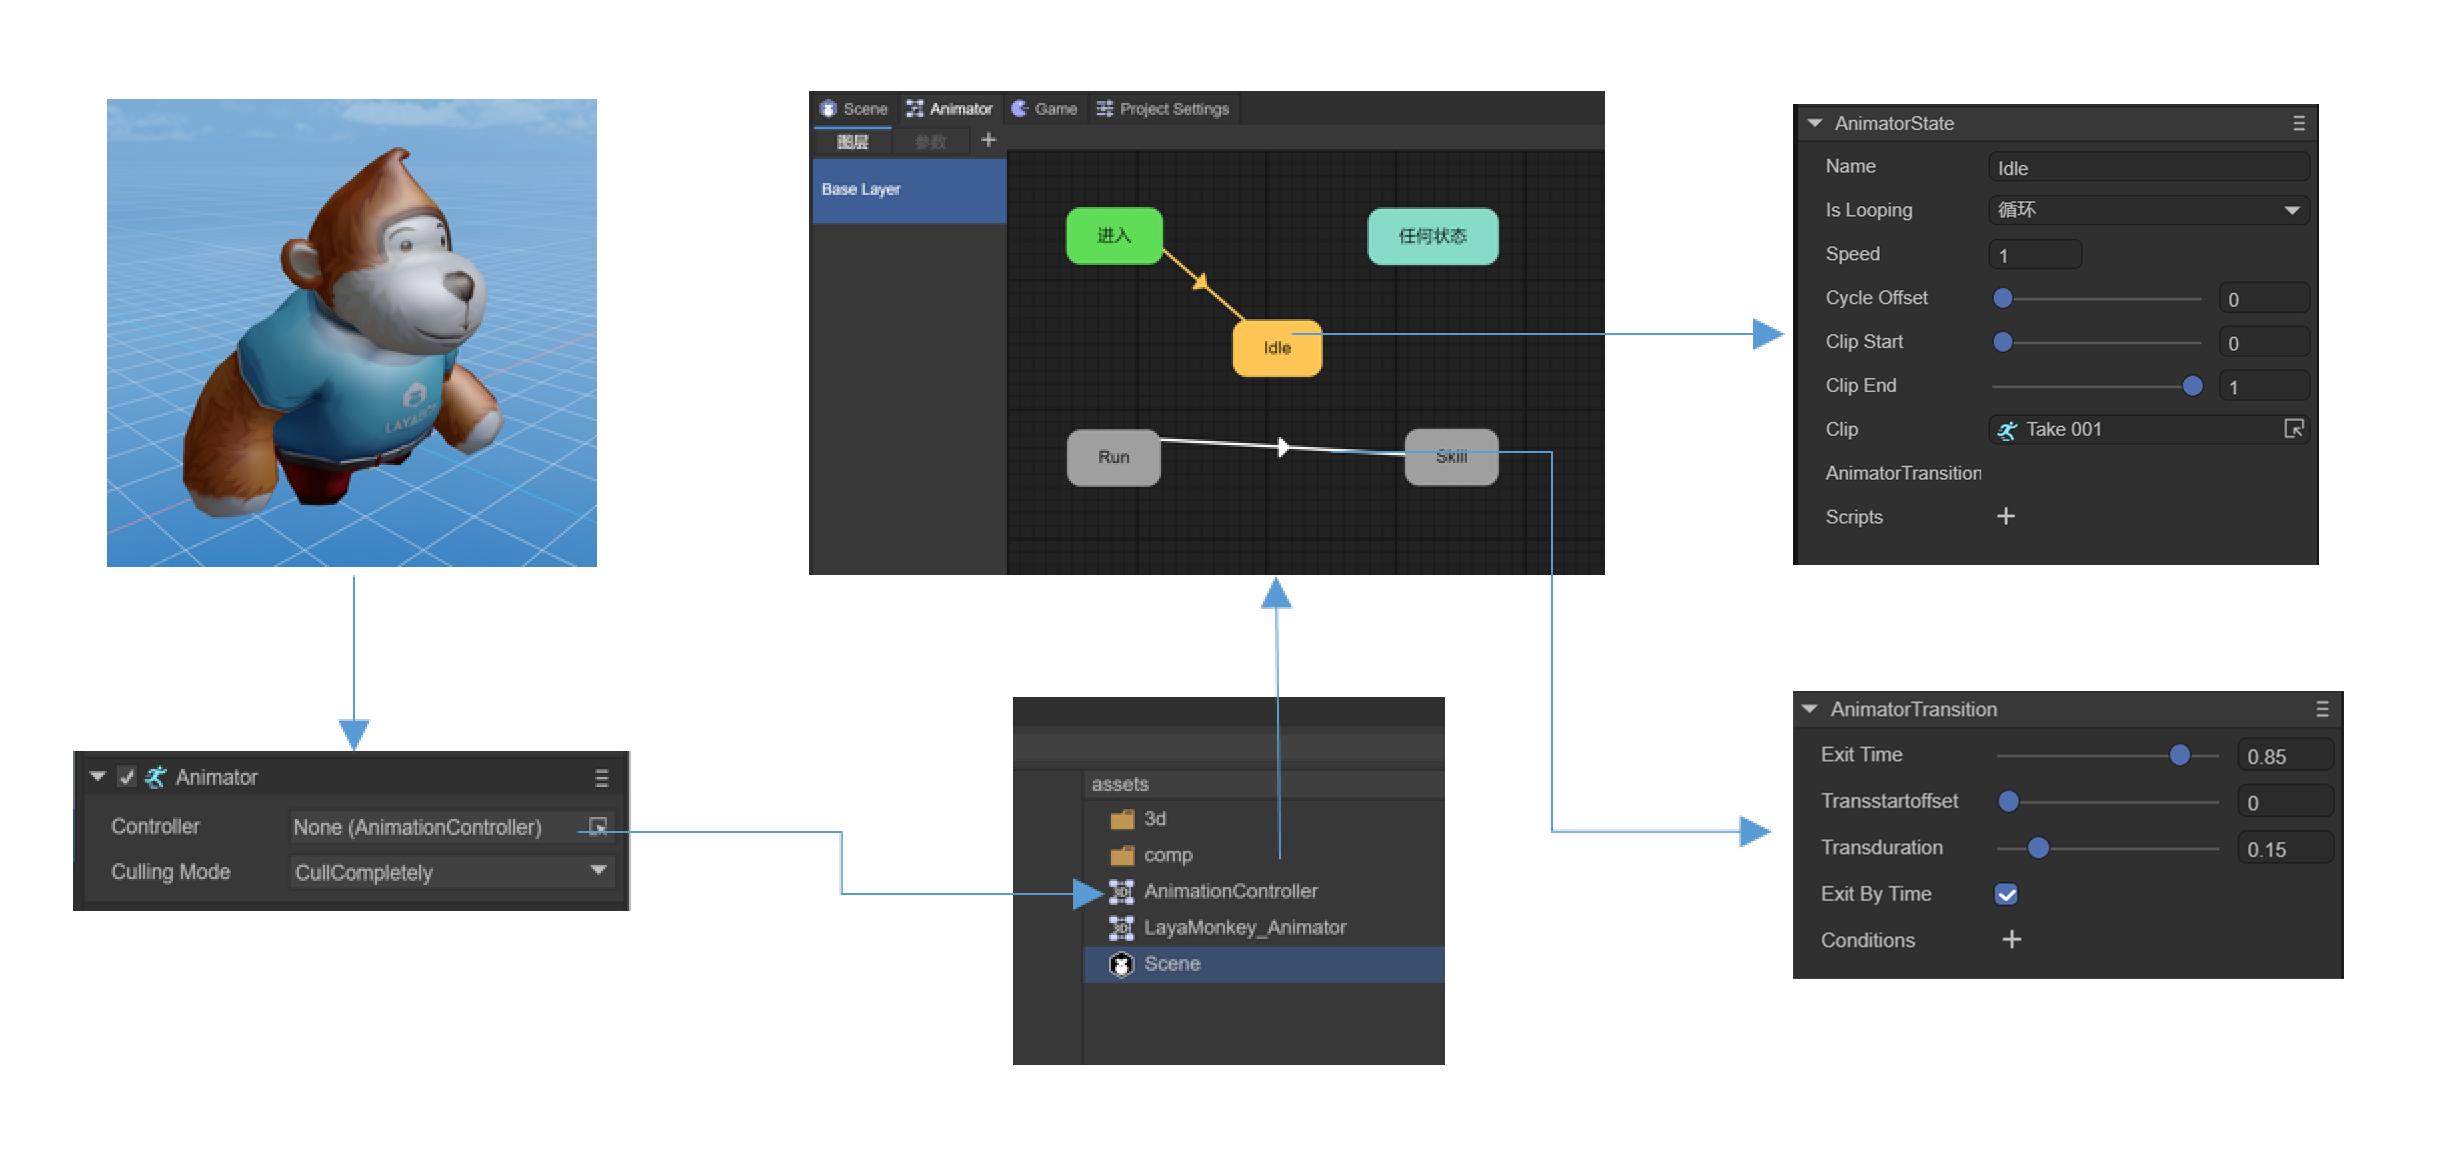 LAYABOX
Animator
Controller
None (AnimationController)
Culling Mode
CullCompletely
Scene
Animator
Game
Project Settings
图层
参数
Base Layer
进入
任何状态
Idle
Run
Skill
assets
3d
comp
AnimationController
LayaMonkey_Animator
Scene
AnimatorState
Name
Idle
Is Looping
循环
Speed
1
Cycle Offset
0
Clip Start
0
Clip End
1
Clip
Take 001
AnimatorTransition
Scripts
AnimatorTransition
Exit Time
0.85
Transstartoffset
0
Transduration
0.15
Exit By Time
Conditions